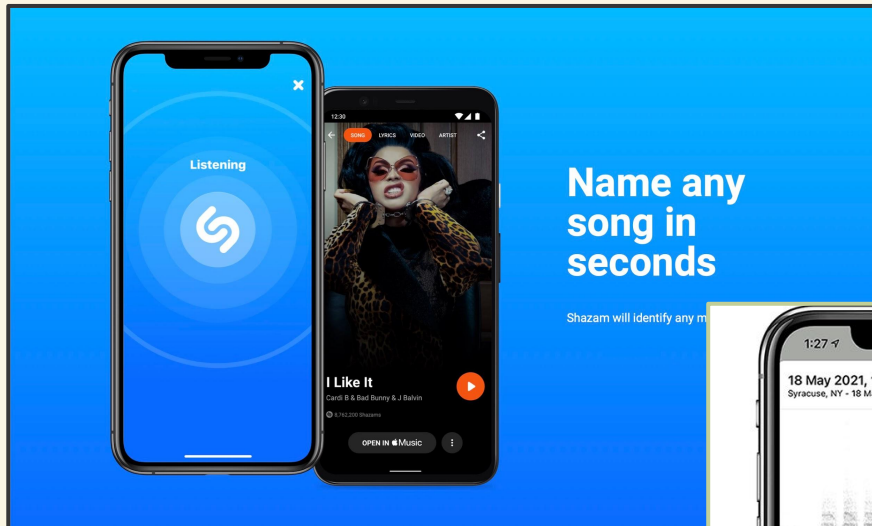 Listening
12:30
SONG LYRICS VIDEO ARTIST
I Like It
Cardi B & Bad Bunny & J Balvin
8,762,200 Shazams
OPEN IN Music
Name any
song in
seconds
Shazam will identify any m
1:27
18 May 2021, 1
Syracuse, NY - 18 M